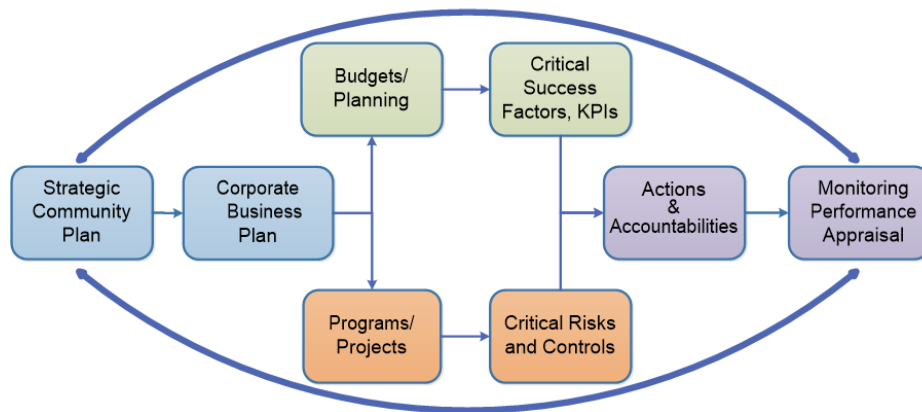 Budgets/
Planning
Critical
Success
Factors, KPIs
Strategic
Community
Plan
Corporate
Business
Plan
Actions
&
Accountabilities
Monitoring
Performance
Appraisal
Programs/
Projects
Critical Risks
and Controls